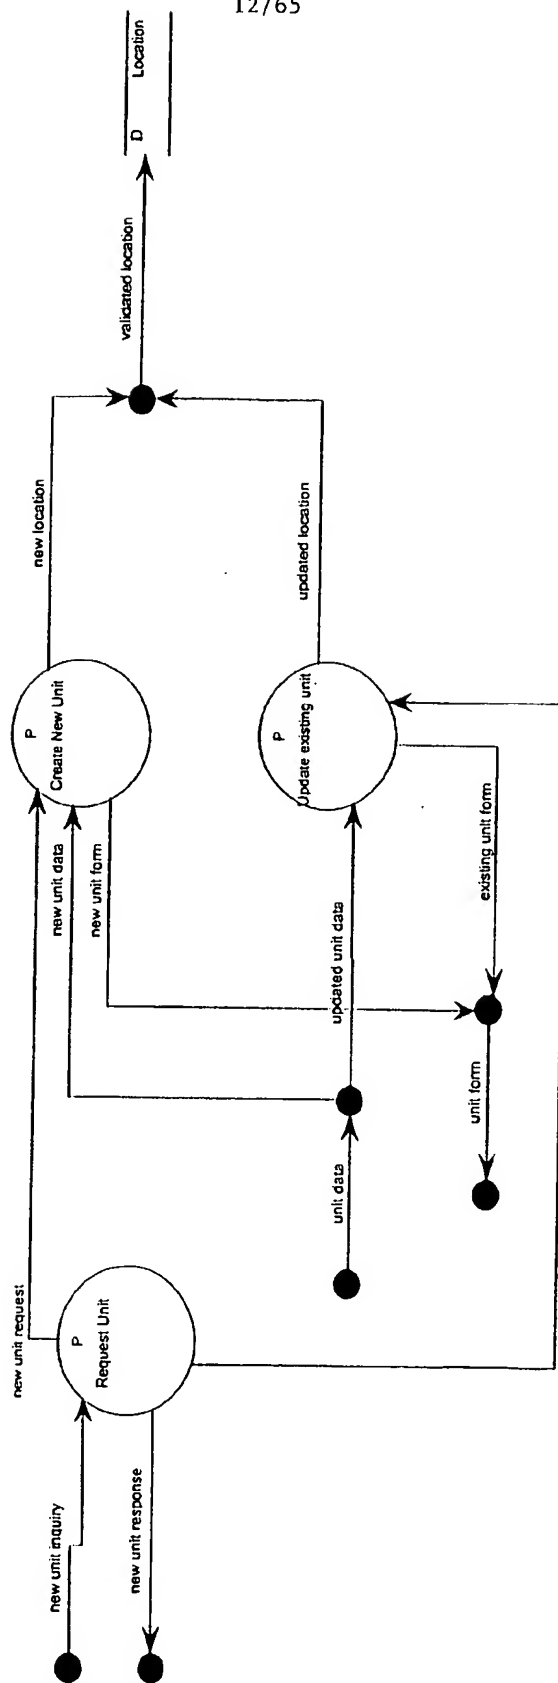 12/65
new unit inquiry
new unit response
P
Request Unit
new unit request
unit data
new unit data
new unit form
updated unit data
unit form
existing unit form
P
Create New Unit
P
Update existing unit
new location
updated location
validated location
D
Location